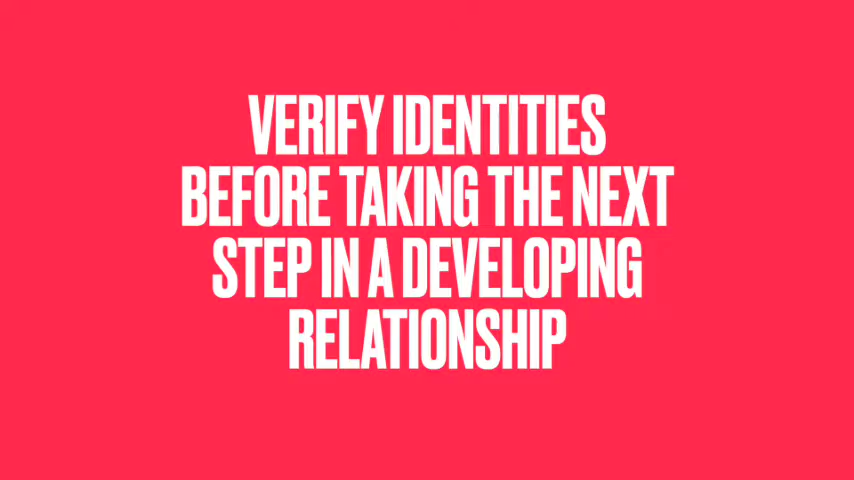 VERIFY IDENTITIES
BEFORE TAKING THE NEXT
STEP IN A DEVELOPING
RELATIONSHIP